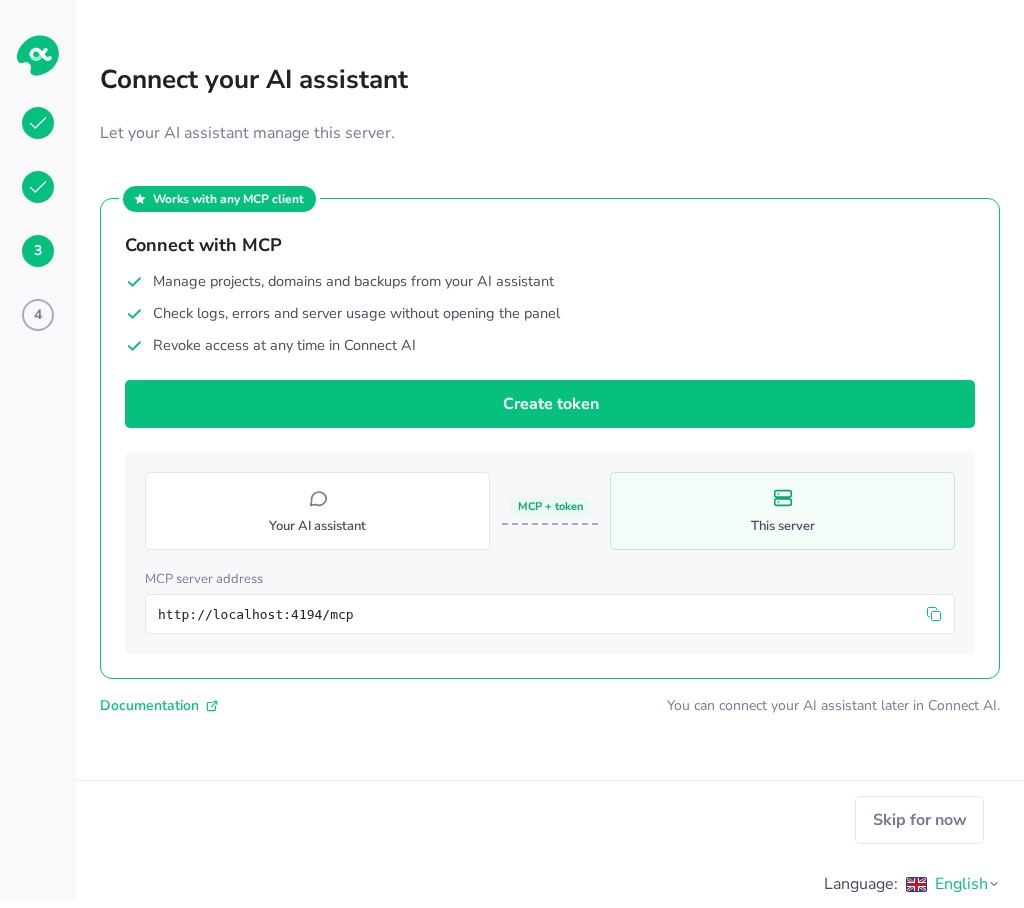 Connect your AI assistant
Let your AI assistant manage this server.
Works with any MCP client
Connect with MCP
Manage projects, domains and backups from your AI assistant
Check logs, errors and server usage without opening the panel
3
Revoke access at any time in Connect AI
4
Create token
Your AI assistant
MCP + token
This server
MCP server address
http://localhost:4194/mcp
Documentation
You can connect your AI assistant later in Connect AI.
Skip for now
Language: English